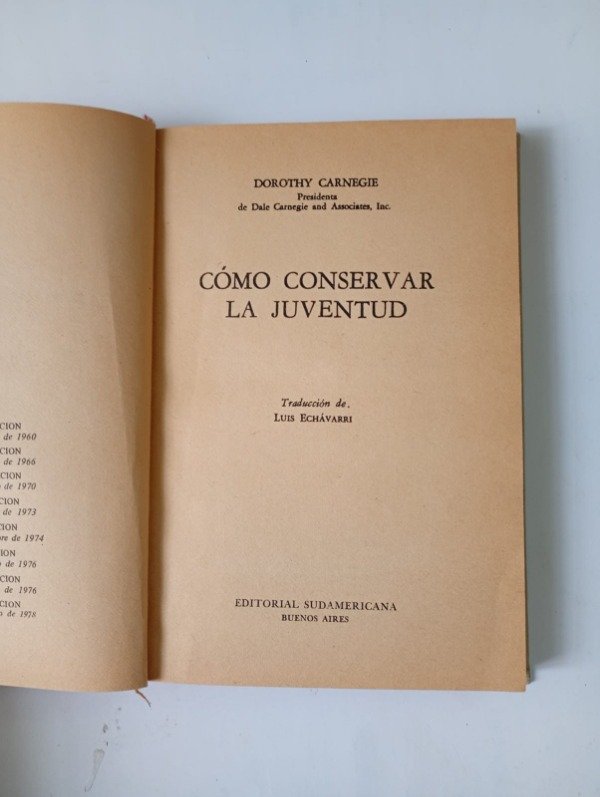 CION
de 1960
CION
de 1966
CION
de 1970
CION
de 1973
CION
re de 1974
ION
de 1976
CION
de 1976
CION
de 1978
DOROTHY CARNEGIE
Presidenta
de Dale Carnegie and Associates, Inc.
CÓMO CONSERVAR
LA JUVENTUD
Traducción de.
LUIS ECHÁVARRI
EDITORIAL SUDAMERICANA
BUENOS AIRES